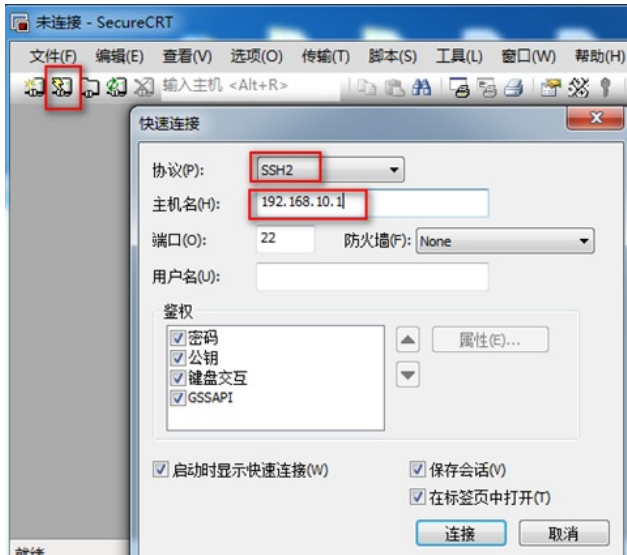 未连接 - SecureCRT
文件(F) 编辑(E) 查看(V) 选项(O) 传输(T) 脚本(S) 工具(L) 窗口(W) 帮助(H)
输入主机 <Alt+R>
快速连接
协议(P): SSH2
主机名(H): 192.168.10.1
端口(O): 22 防火墙(F): None
用户名(U):
鉴权
密码
公钥
键盘交互
GSSAPI
属性(E)...
启动时显示快速连接(W) 保存会话(V)
在标签页中打开(T)
连接 取消
就绪